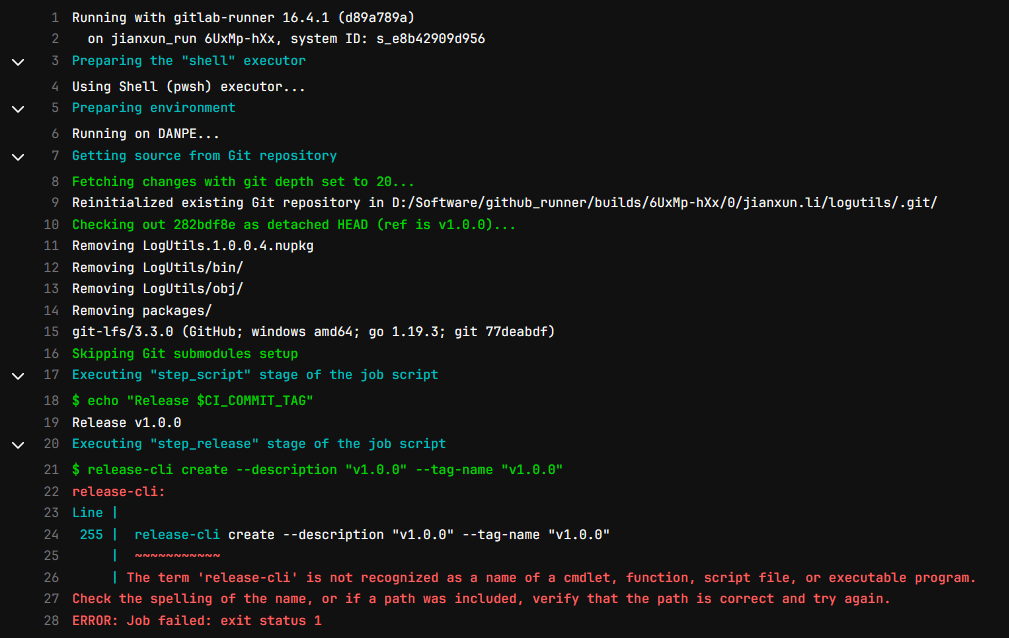 1 Running with gitlab-runner 16.4.1 (d89a789a)
2 on jianxun_run 6UxMp-hXx, system ID: s_e8b42909d956
3 Preparing the "shell" executor
4 Using Shell (pwsh) executor...
5 Preparing environment
6 Running on DANPE...
7 Getting source from Git repository
8 Fetching changes with git depth set to 20...
9 Reinitialized existing Git repository in D:/Software/github_runner/builds/6UxMp-hXx/0/jianxun.li/logutils/.git/
10 Checking out 282bdf8e as detached HEAD (ref is v1.0.0)...
11 Removing LogUtils.1.0.0.4.nupkg
12 Removing LogUtils/bin/
13 Removing LogUtils/obj/
14 Removing packages/
15 git-lfs/3.3.0 (GitHub; windows amd64; go 1.19.3; git 77deabdf)
16 Skipping Git submodules setup
17 Executing "step_script" stage of the job script
18 $ echo "Release $CI_COMMIT_TAG"
19 Release v1.0.0
20 Executing "step_release" stage of the job script
21 $ release-cli create --description "v1.0.0" --tag-name "v1.0.0"
22 release-cli:
23 Line |
24 255 | release-cli create --description "v1.0.0" --tag-name "v1.0.0"
25 | ~~~~~~~~~~~
26 | The term 'release-cli' is not recognized as a name of a cmdlet, function, script file, or executable program.
27 Check the spelling of the name, or if a path was included, verify that the path is correct and try again.
28 ERROR: Job failed: exit status 1